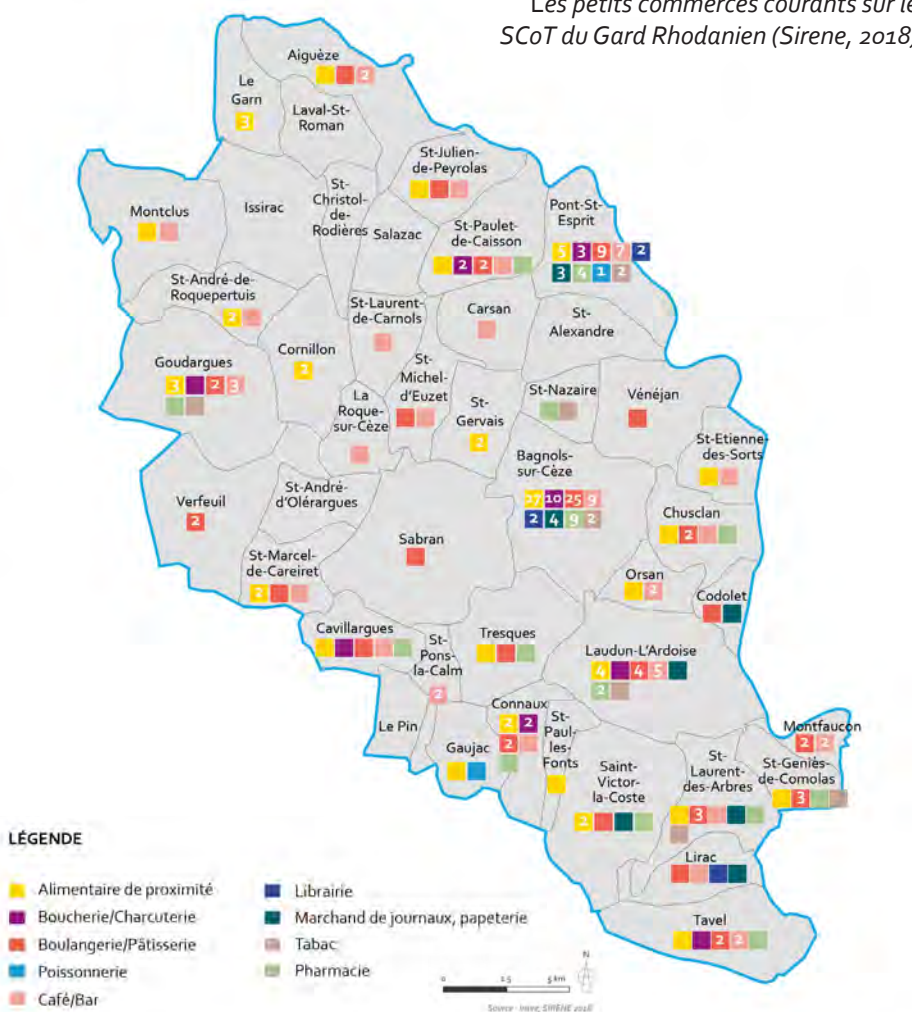 Les petits commerces courants sur le
SCoT du Gard Rhodanien (Sirene, 2018)
Aiguèze
2
Le
Garn
3
Laval-St-
Roman
St-Julien-
de-Peyrolas
Montclus
Issirac
St-
Christol-
de-
Rodières
Salazac
St-Paulet-
de-Caisson
2 2
Pont-St-
Esprit
5 3 9 7 2
3 4 1 2
St-André-de-
Roquepertuis
2
St-Laurent-
de-Carnols
Carsan
St-
Alexandre
Goudargues
3 2 3
Cornillon
2
St-
Michel-
d'Euzet
La
Roque-
sur-Cèze
St-
Gervais
2
St-Nazaire
Vénéjan
St-Etienne-
des-Sorts
Bagnols-
sur-Cèze
27 10 25 9
2 4 9 2
Verfeuil
2
St-André-
d'Olérargues
Sabran
Chusclan
2
St-Marcel-
de-Careiret
2
Orsan
2
Codolet
Cavillargues
St-
Pons-
la-Calm
2
Tresques
Laudun-L'Ardoise
4 4 5
2
Le Pin
Connaux
2 2
2
Gaujac
St-
Paul-
les-
Fonts
Saint-
Victor-
la-Coste
2
St-
Laurent-
des-Arbres
3
Montfaucon
2 2
St-Geniès-
de-Comolas
3
Lirac
Tavel
2 2
LÉGENDE
Alimentaire de proximité
Boucherie/Charcuterie
Boulangerie/Pâtisserie
Poissonnerie
Café/Bar
Librairie
Marchand de journaux, papeterie
Tabac
Pharmacie
0 2.5 5 km
N
Source : Insee, SIRENE 2018